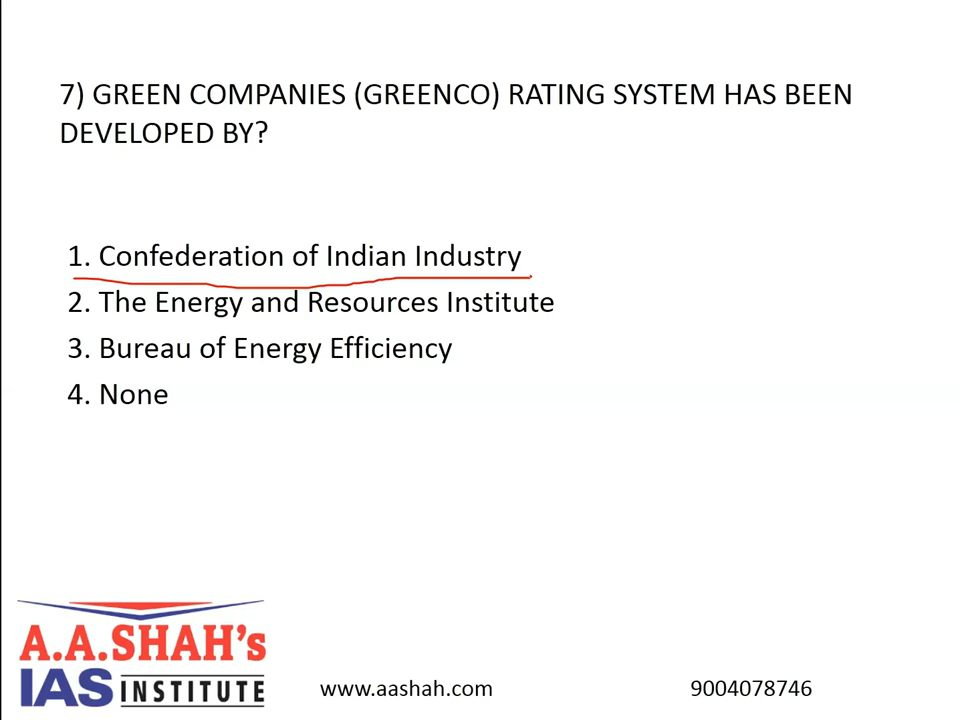 7) GREEN COMPANIES (GREENCO) RATING SYSTEM HAS BEEN
DEVELOPED BY?
1. Confederation of Indian Industry
2. The Energy and Resources Institute
3. Bureau of Energy Efficiency
4. None
A.A.SHAH's
IAS INSTITUTE
www.aashah.com
9004078746